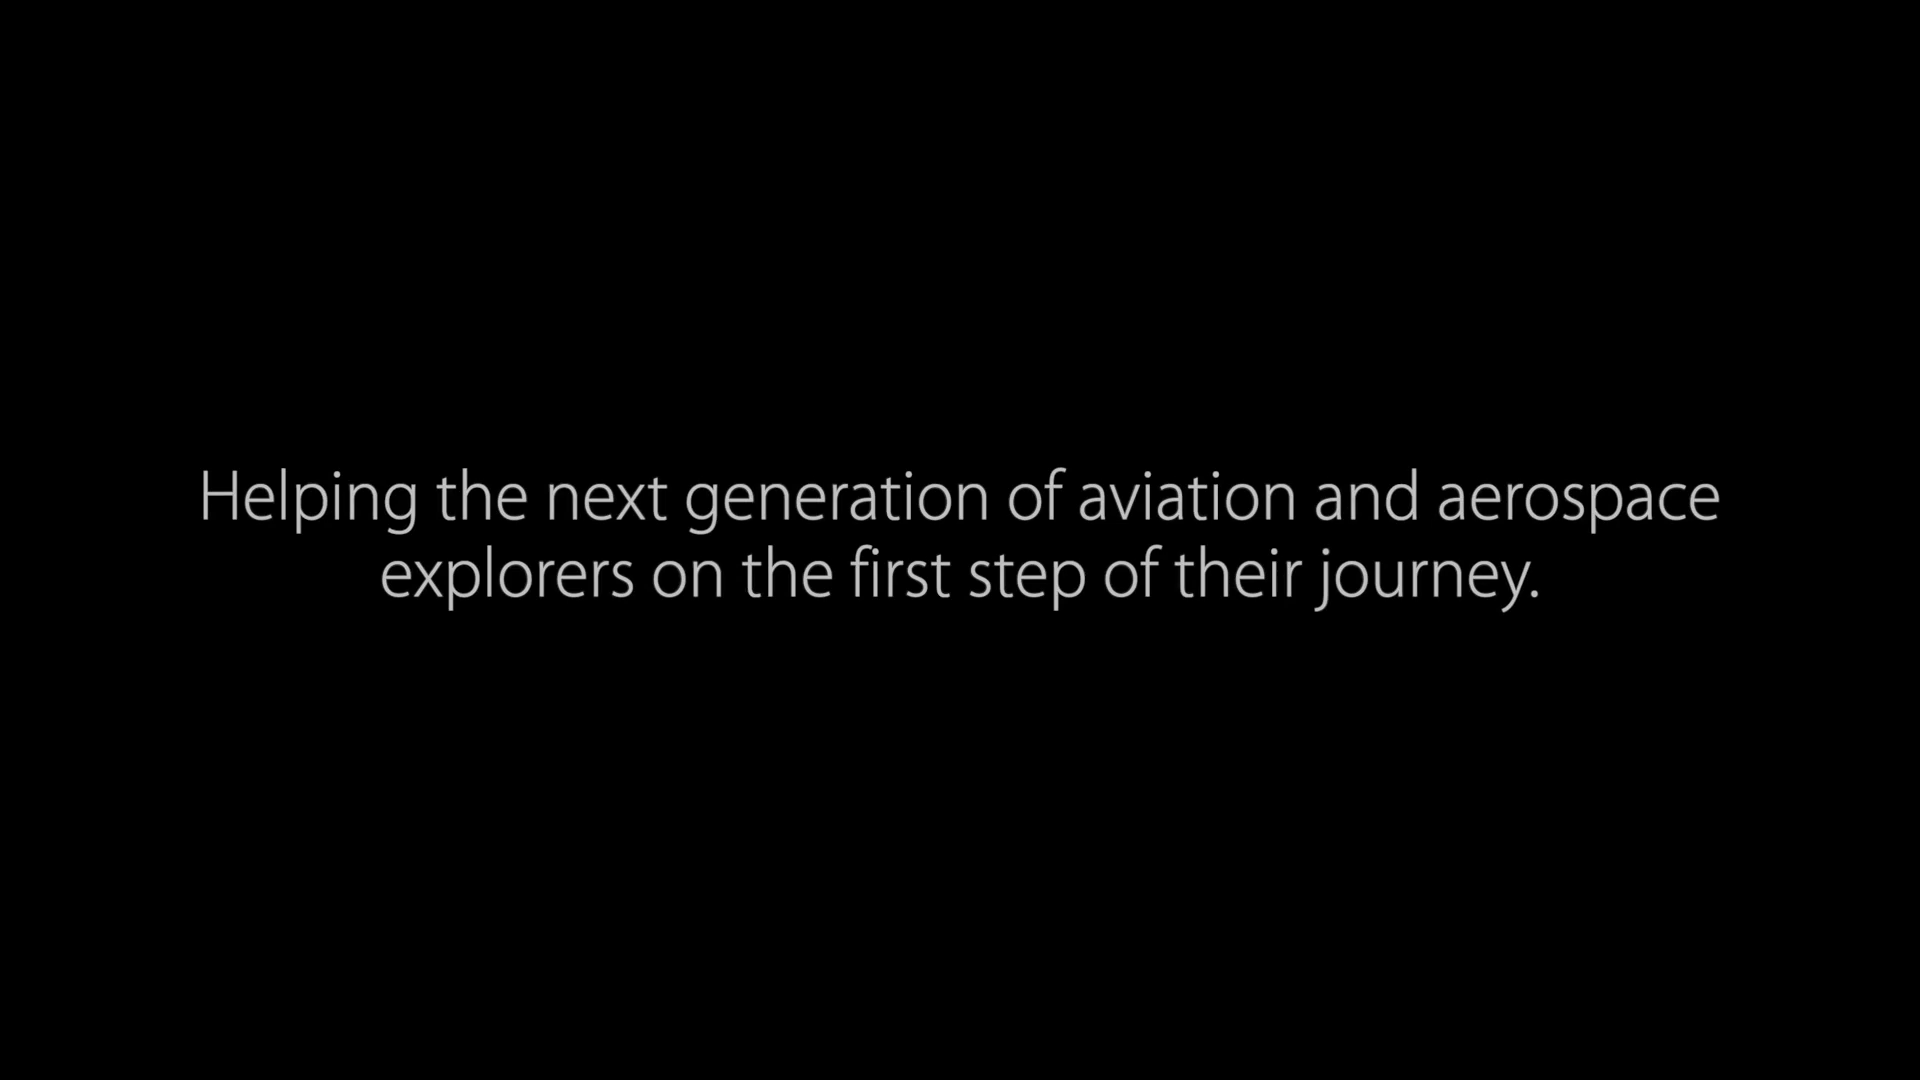 Helping the next generation of aviation and aerospace
explorers on the first step of their journey.